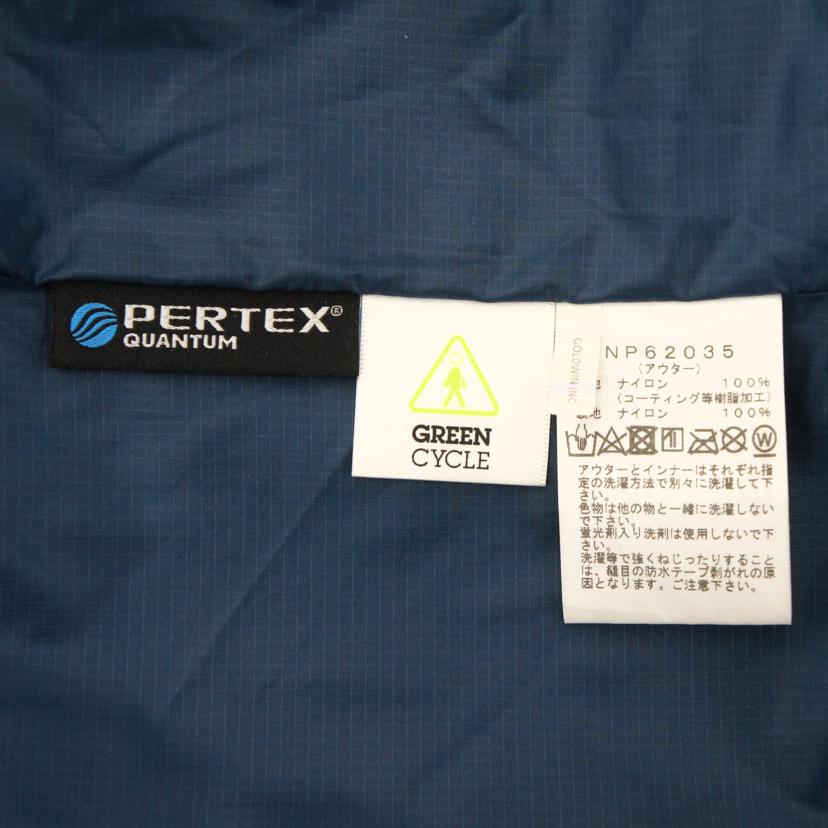 PERTEX®
QUANTUM
GREEN
CYCLE
GOLDWIN INC
NP62035
(アウター)
地 ナイロン 100%
(コーティング等樹脂加工)
裏地 ナイロン 100%
W
アウターとインナーはそれぞれ指
定の洗濯方法で別々に洗濯して下
さい。
色物は他の物と一緒に洗濯しない
で下さい。
蛍光剤入り洗剤は使用しないで下
さい。
洗濯等で強くねじったりすること
は、縫目の防水テープ剥がれの原
因となります。ご注意下さい。